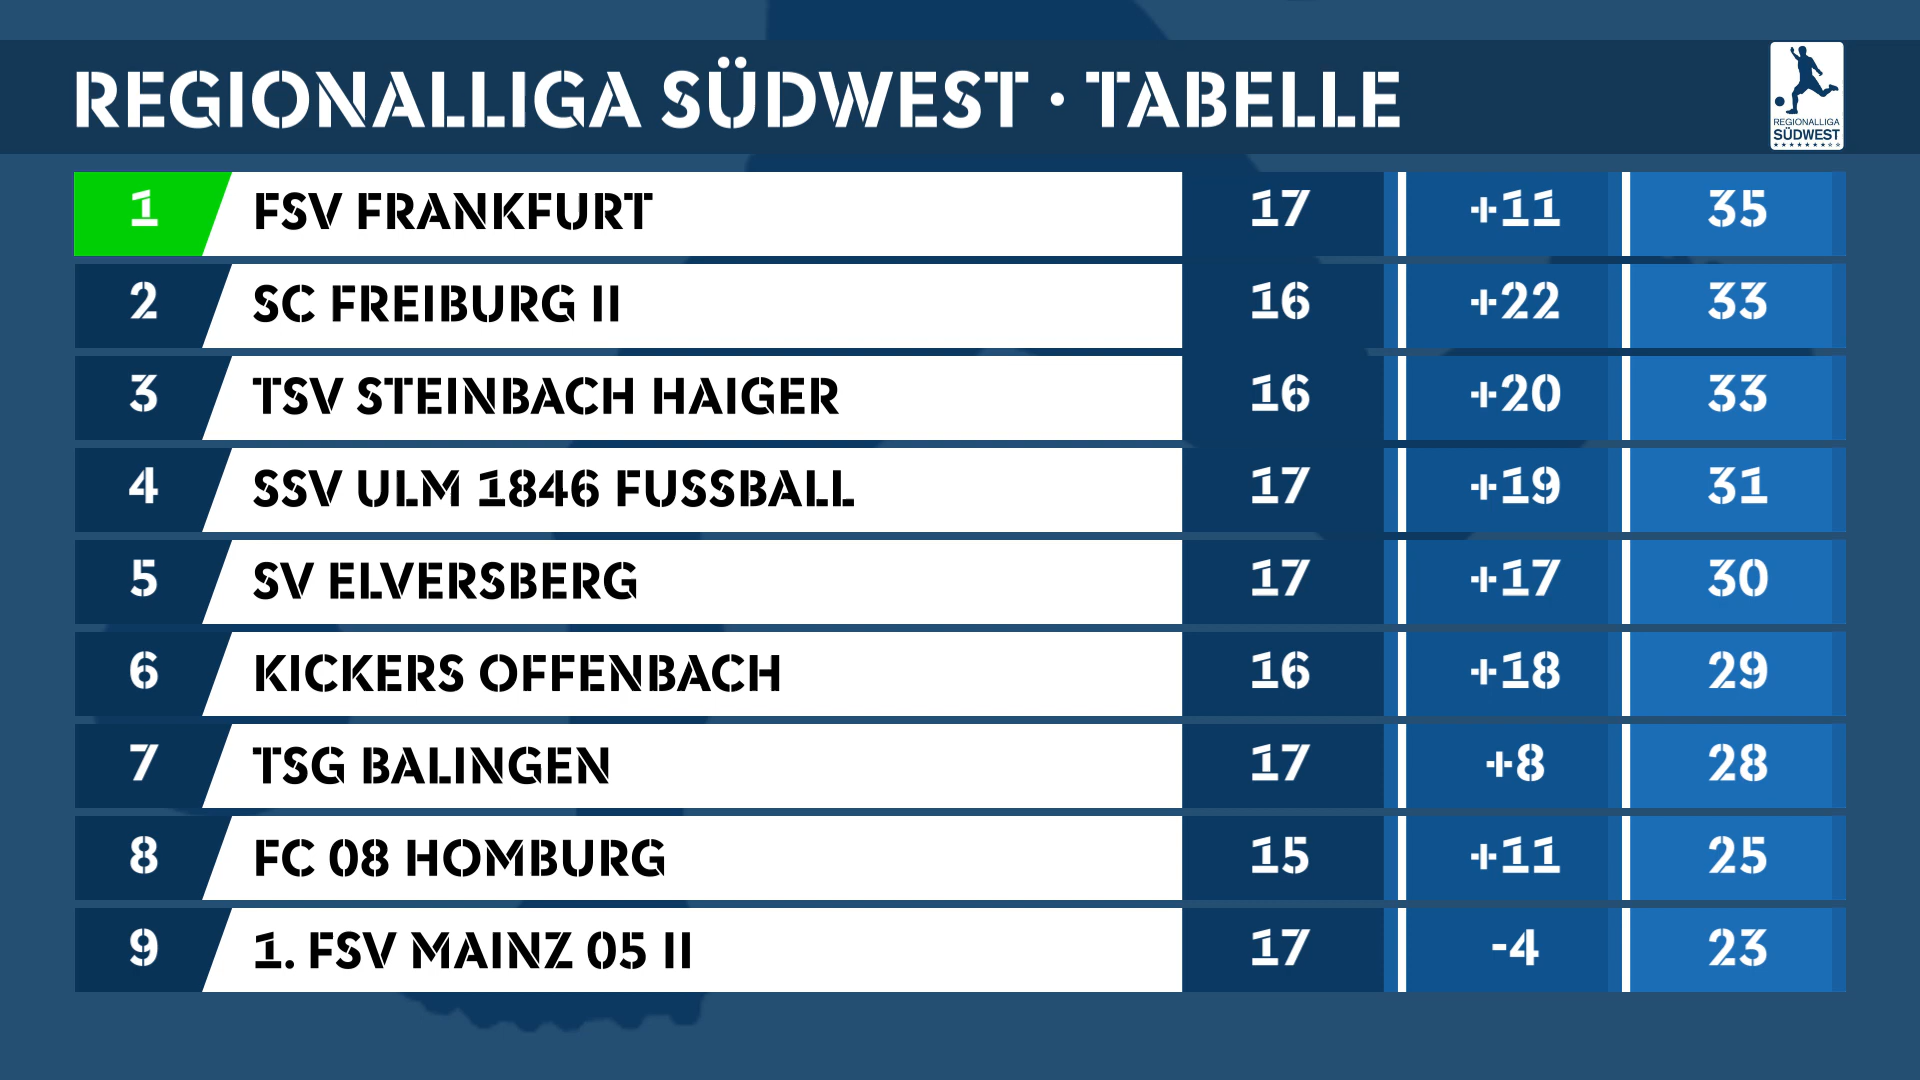 REGIONALLIGA SÜDWEST · TABELLE
REGIONALLIGA
SÜDWEST
1 FSV FRANKFURT 17 +11 35
2 SC FREIBURG II 16 +22 33
3 TSV STEINBACH HAIGER 16 +20 33
4 SSV ULM 1846 FUSSBALL 17 +19 31
5 SV ELVERSBERG 17 +17 30
6 KICKERS OFFENBACH 16 +18 29
7 TSG BALINGEN 17 +8 28
8 FC 08 HOMBURG 15 +11 25
9 1. FSV MAINZ 05 II 17 -4 23